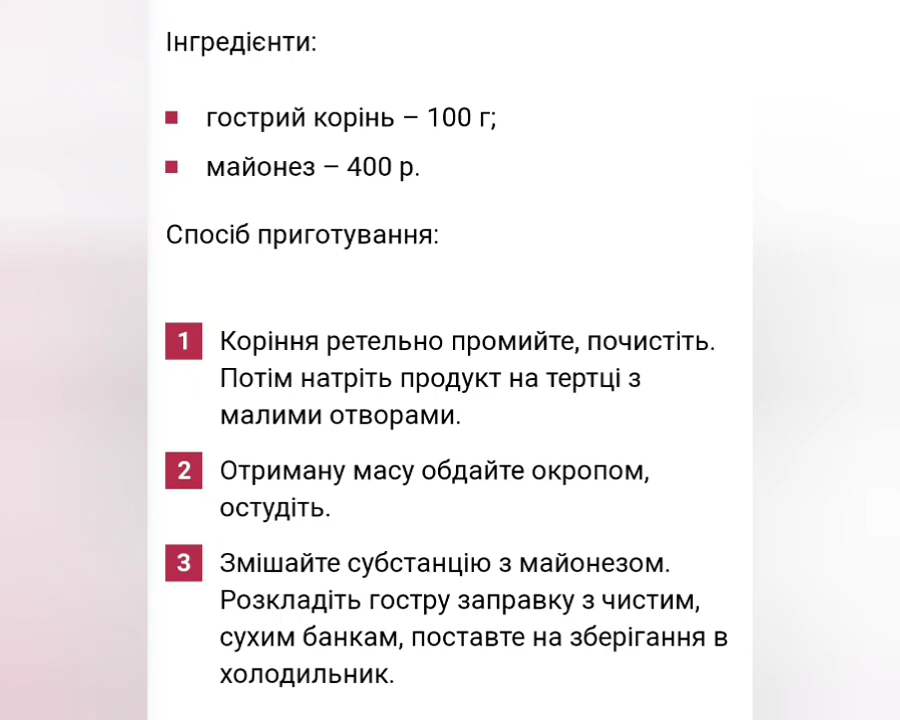 Інгредієнти:
гострий корінь – 100 г;
майонез – 400 р.
Спосіб приготування:
1 Коріння ретельно промийте, почистіть.
Потім натріть продукт на тертці з
малими отворами.
2 Отриману масу обдайте окропом,
остудіть.
3 Змішайте субстанцію з майонезом.
Розкладіть гостру заправку з чистим,
сухим банкам, поставте на зберігання в
холодильник.